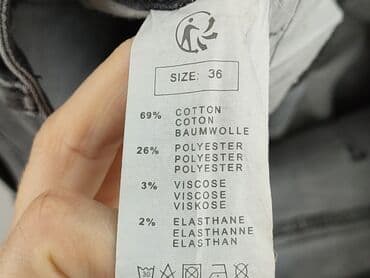 SIZE: 36
69% COTTON
COTON
BAUMWOLLE
26% POLYESTER
POLYESTER
POLYESTER
3% VISCOSE
VISCOSE
VISKOSE
2% ELASTHANE
ELASTHANNE
ELASTHAN